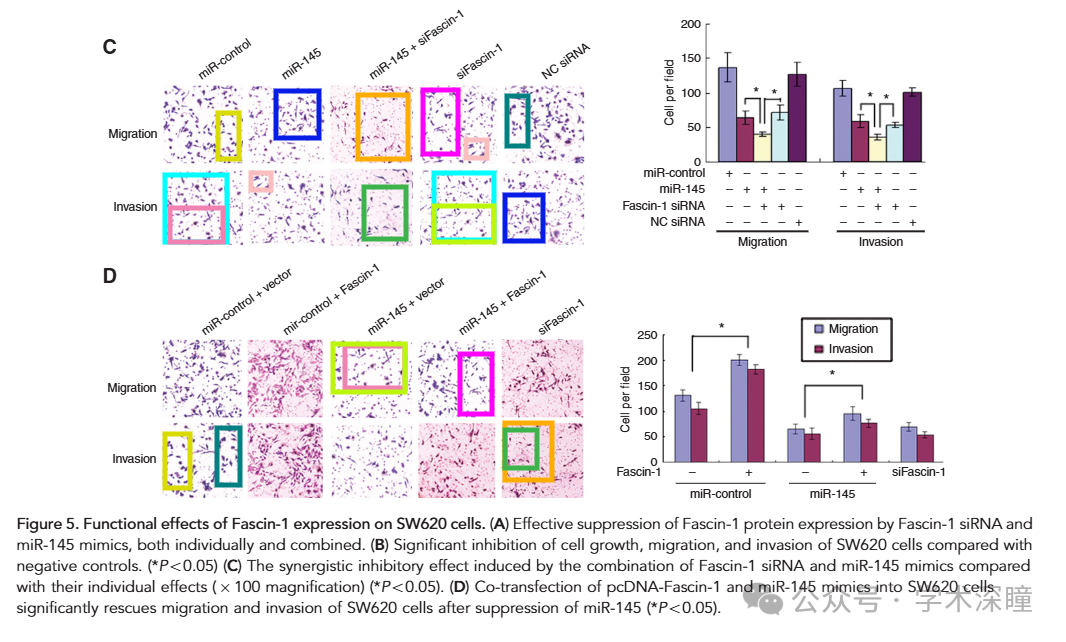 C
miR-control
miR-145
miR-145 + siFascin-1
siFascin-1
NC siRNA
Migration
Invasion
200
150
100
50
0
Cell per field
* * * *
miR-control + – – – – + – – – –
miR-145 – + + – – – + + – –
Fascin-1 siRNA – – + + – – – + + –
NC siRNA – – – – + – – – – +
Migration
Invasion
D
miR-control + vector
mir-control + Fascin-1
miR-145 + vector
miR-145 + Fascin-1
siFascin-1
Migration
Invasion
250
200
150
100
50
0
Cell per field
Migration
Invasion
*
*
Fascin-1 – + – + siFascin-1
miR-control miR-145
Figure 5. Functional effects of Fascin-1 expression on SW620 cells. (A) Effective suppression of Fascin-1 protein expression by Fascin-1 siRNA and
miR-145 mimics, both individually and combined. (B) Significant inhibition of cell growth, migration, and invasion of SW620 cells compared with
negative controls. (*P<0.05) (C) The synergistic inhibitory effect induced by the combination of Fascin-1 siRNA and miR-145 mimics compared
with their individual effects (×100 magnification) (*P<0.05). (D) Co-transfection of pcDNA-Fascin-1 and miR-145 mimics into SW620 cells
significantly rescues migration and invasion of SW620 cells after suppression of miR-145 (*P<0.05).
公众号 · 学术深瞳